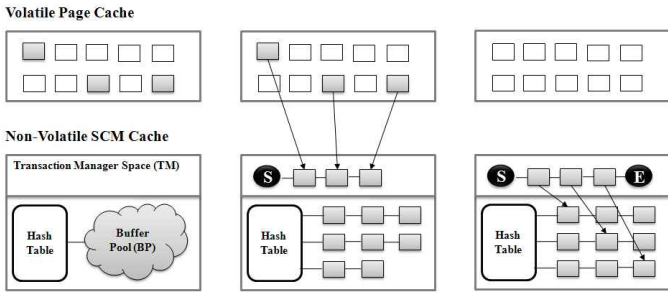 Volatile Page Cache
Non-Volatile SCM Cache
Transaction Manager Space (TM)
S
S
E
Hash
Table
Buffer
Pool (BP)
Hash
Table
Hash
Table